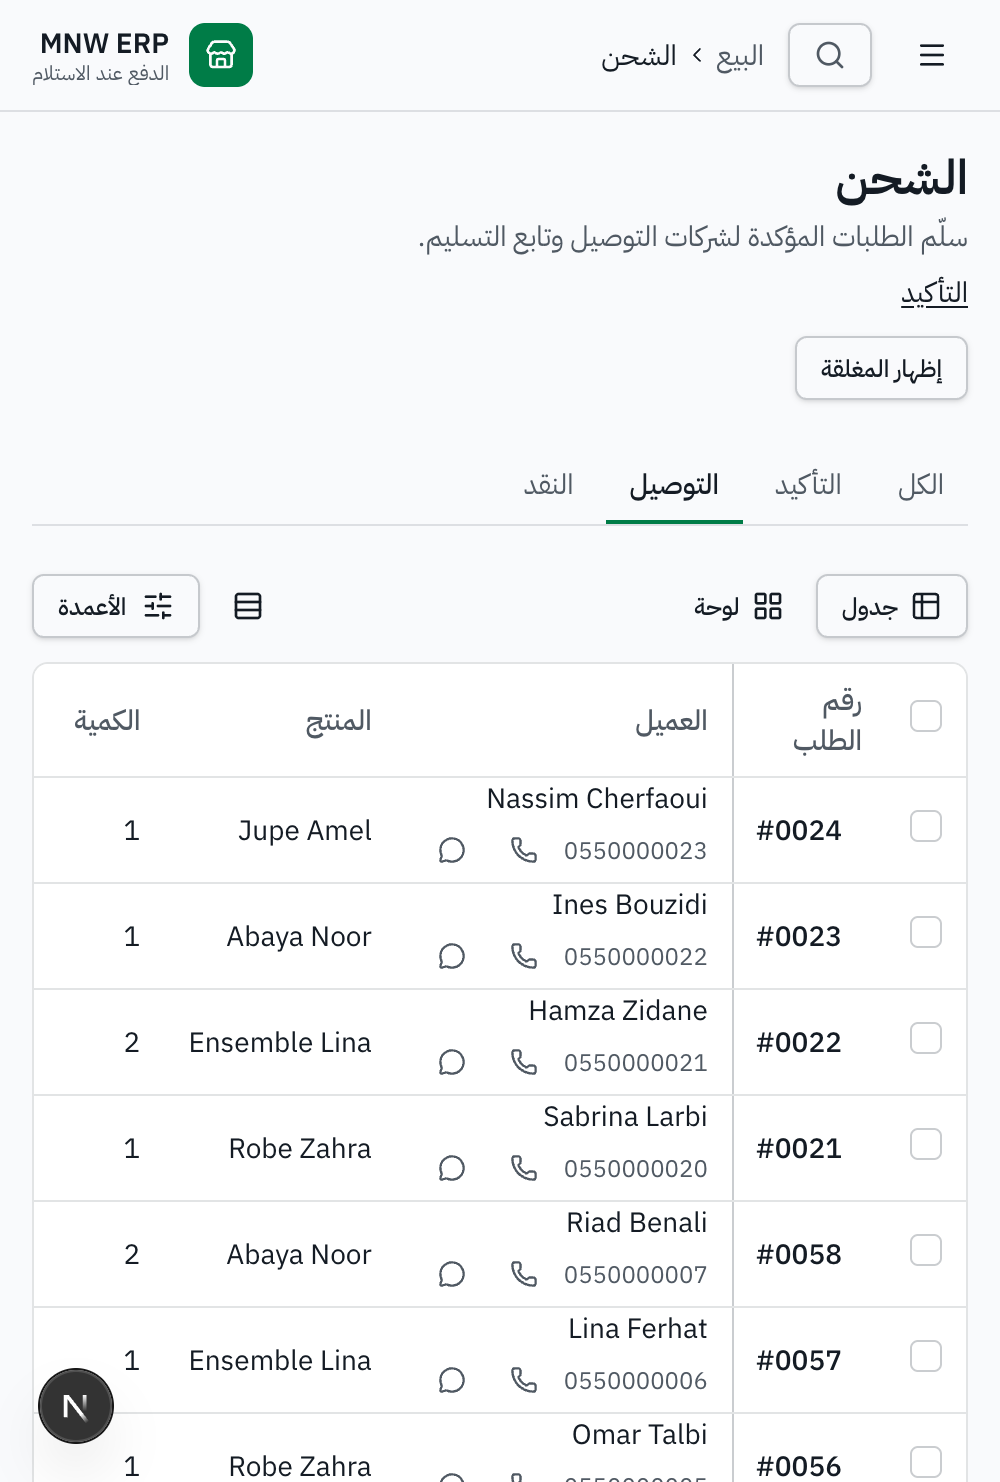 البيع › الشحن
MNW ERP
الدفع عند الاستلام
الشحن
سلّم الطلبات المؤكدة لشركات التوصيل وتابع التسليم.
التأكيد
إظهار المغلقة
الكل التأكيد التوصيل النقد
جدول لوحة الأعمدة
رقم الطلب العميل المنتج الكمية
#0024 Nassim Cherfaoui Jupe Amel 1
0550000023
#0023 Ines Bouzidi Abaya Noor 1
0550000022
#0022 Hamza Zidane Ensemble Lina 2
0550000021
#0021 Sabrina Larbi Robe Zahra 1
0550000020
#0058 Riad Benali Abaya Noor 2
0550000007
#0057 Lina Ferhat Ensemble Lina 1
0550000006
#0056 Omar Talbi Robe Zahra 1
N